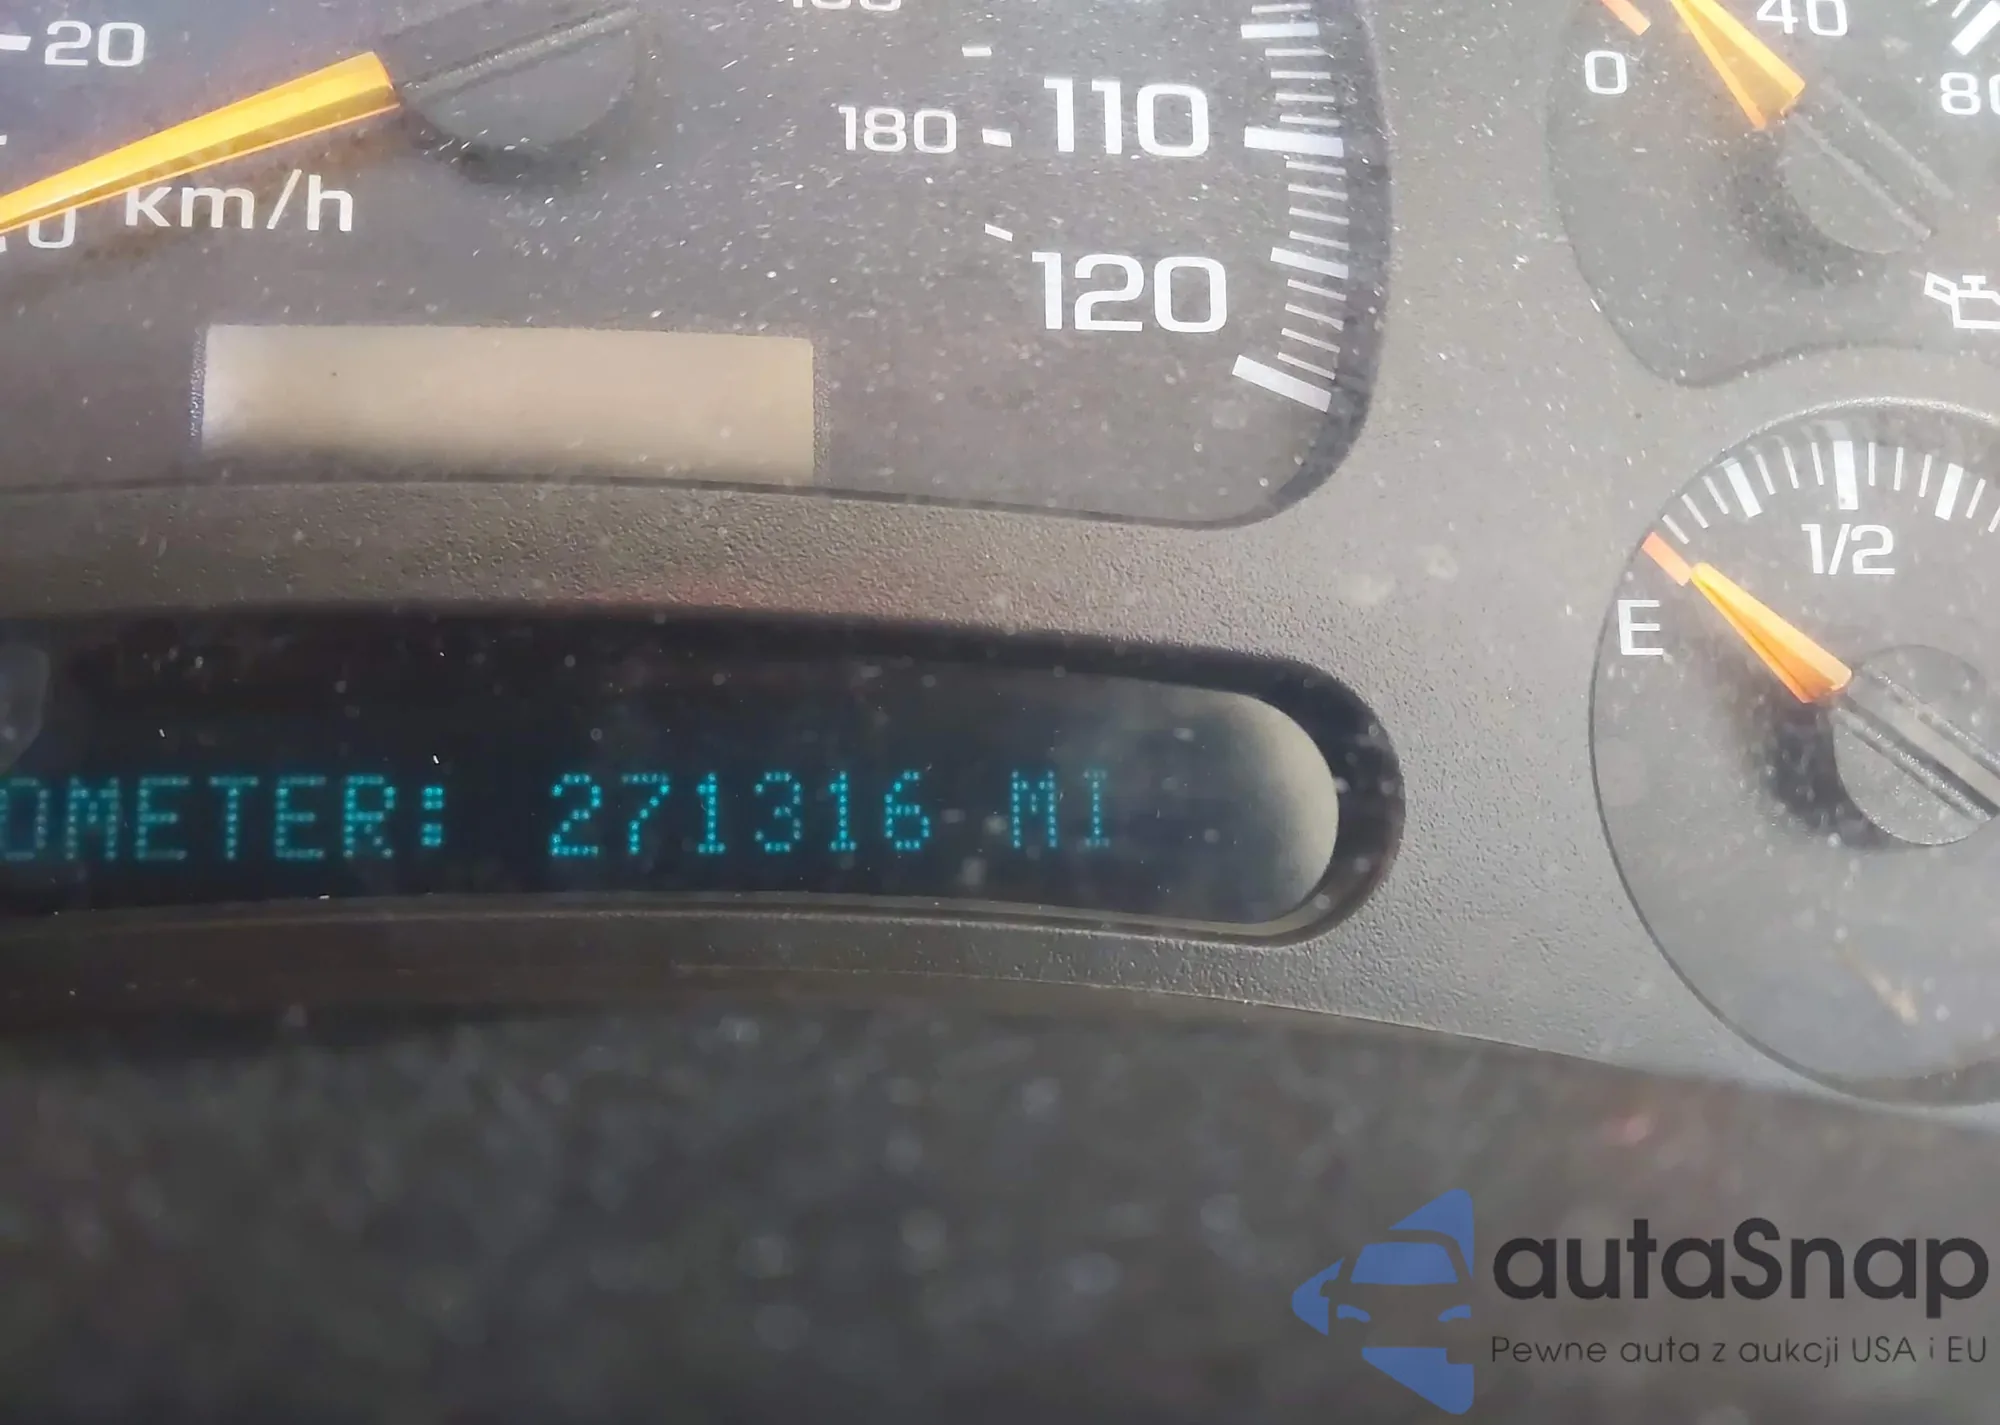 20
km/h
180
110
120
0
40
80
1/2
E
OMETER: 271316 MI
autaSnap
Pewne auta z aukcji USA i EU